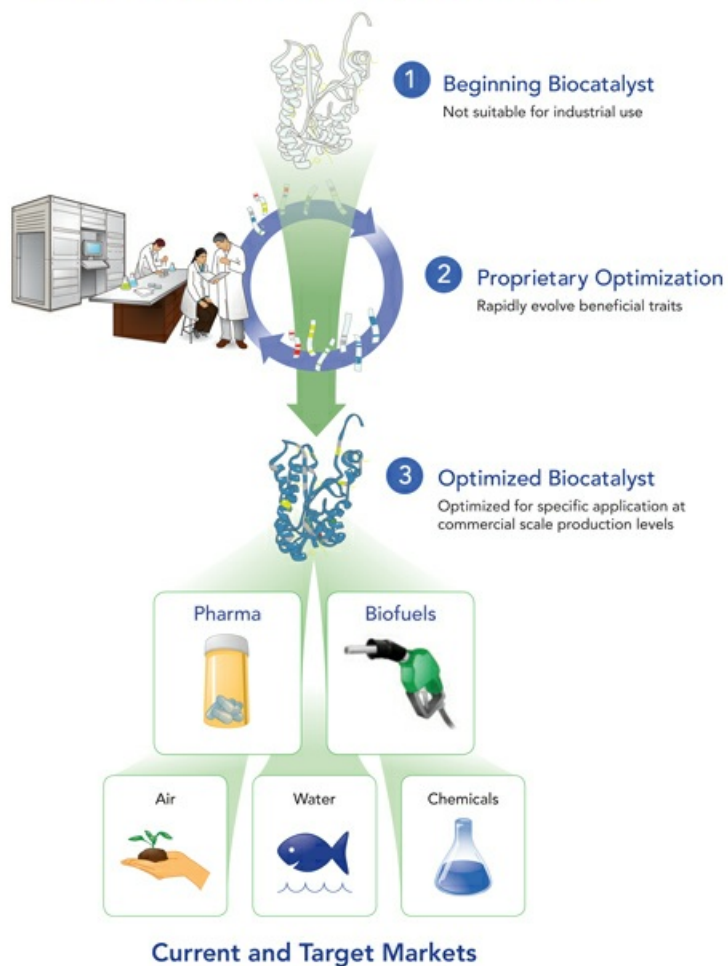 1
Beginning Biocatalyst
Not suitable for industrial use
2
Proprietary Optimization
Rapidly evolve beneficial traits
3
Optimized Biocatalyst
Optimized for specific application at
commercial scale production levels
Pharma
Biofuels
Air
Water
Chemicals
Current and Target Markets